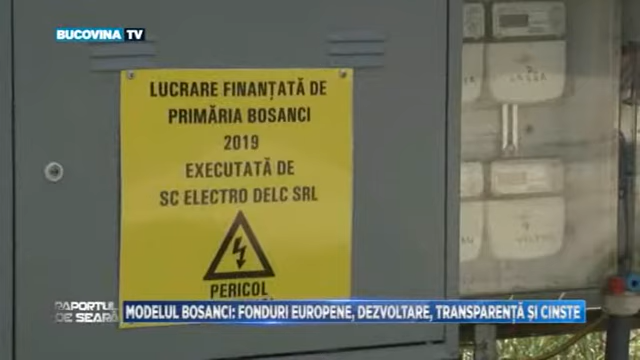 BUCOVINA TV
LUCRARE FINANȚATĂ DE
PRIMĂRIA BOSANCI
2019
EXECUTATĂ DE
SC ELECTRO DELC SRL
PERICOL
RAPORTUL
DE SEARĂ
MODELUL BOSANCI: FONDURI EUROPENE, DEZVOLTARE, TRANSPARENȚĂ ȘI CINSTE